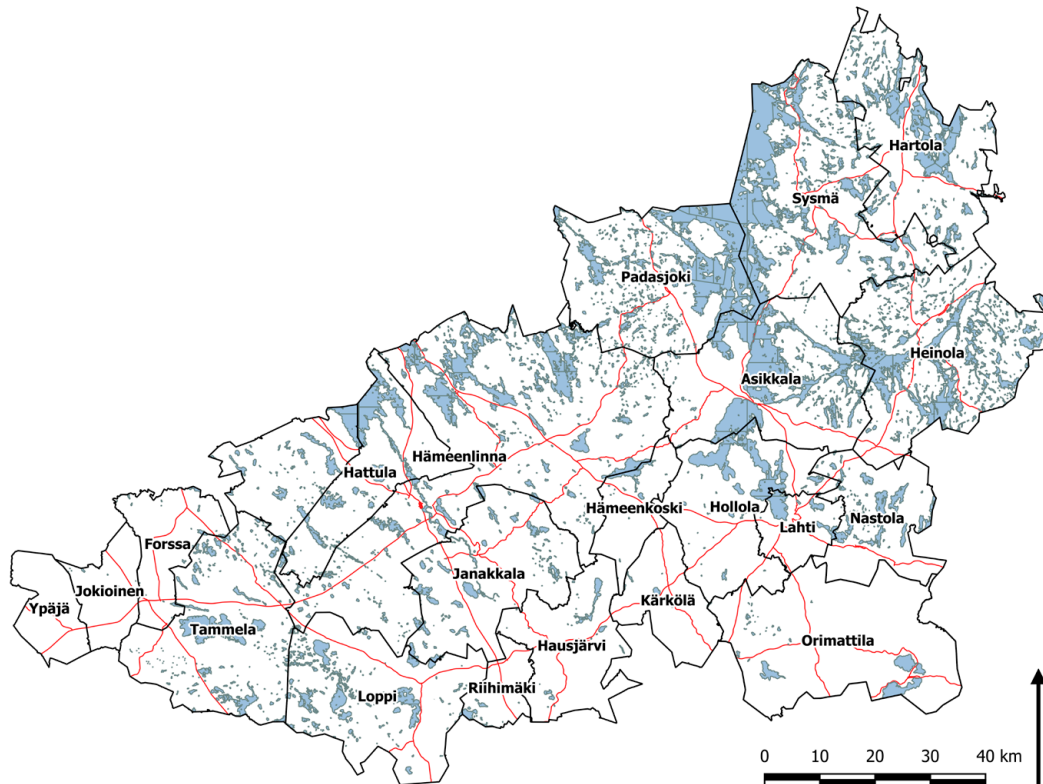 Hartola
Sysmä
Padasjoki
Heinola
Asikkala
Hämeenlinna
Hattula
Hämeenkoski
Hollola
Nastola
Lahti
Forssa
Janakkala
Jokioinen
Kärkölä
Ypäjä
Tammela
Hausjärvi
Orimattila
Riihimäki
Loppi
0 10 20 30 40 km